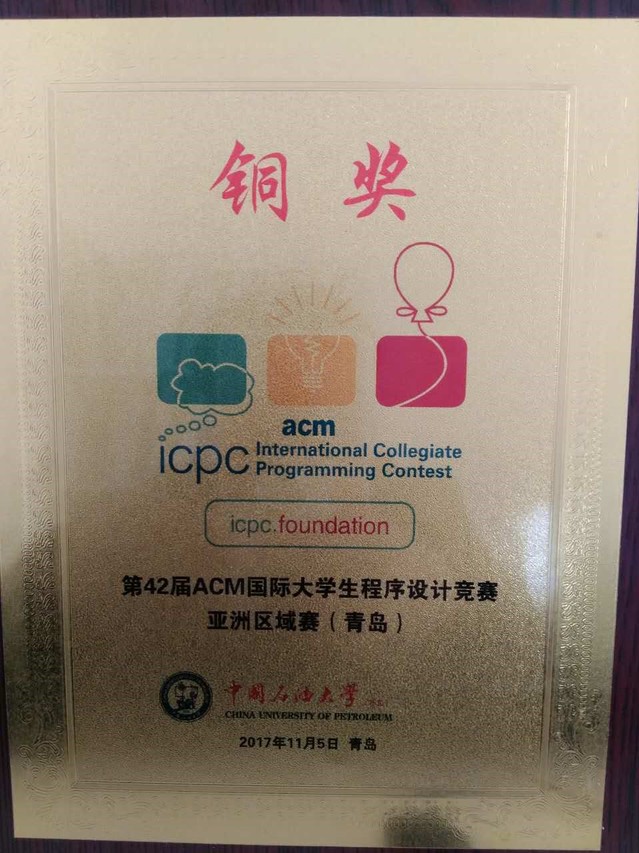 铜奖
acm
icpc International Collegiate
Programming Contest
icpc.foundation
第42届ACM国际大学生程序设计竞赛
亚洲区域赛（青岛）
中国石油大学
CHINA UNIVERSITY OF PETROLEUM
2017年11月5日 青岛